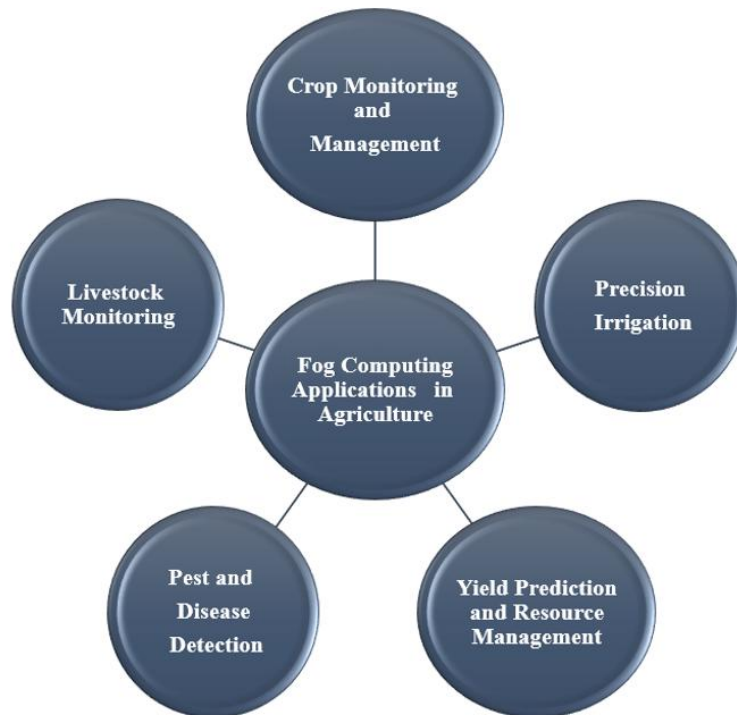 Crop Monitoring
and
Management
Livestock
Monitoring
Precision
Irrigation
Fog Computing
Applications in
Agriculture
Pest and
Disease
Detection
Yield Prediction
and Resource
Management